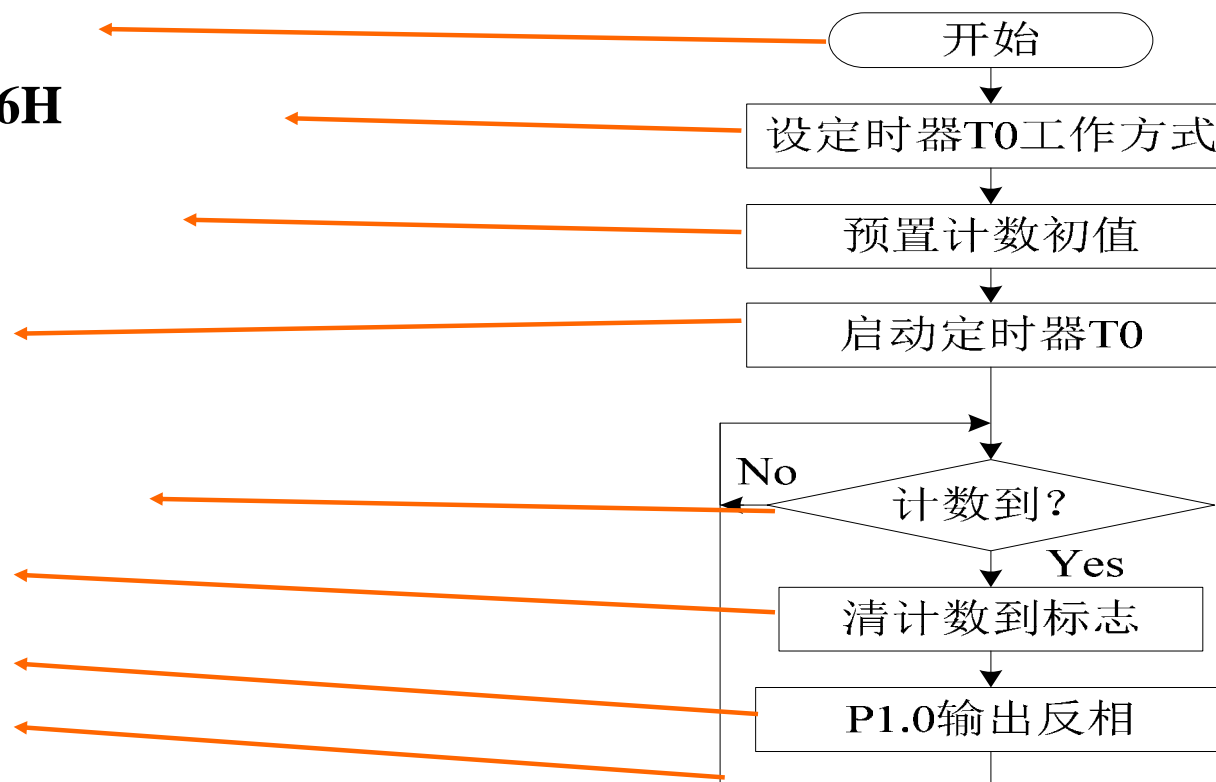 开始
6H
设定时器T0工作方式
预置计数初值
启动定时器T0
No
计数到？
Yes
清计数到标志
P1.0输出反相